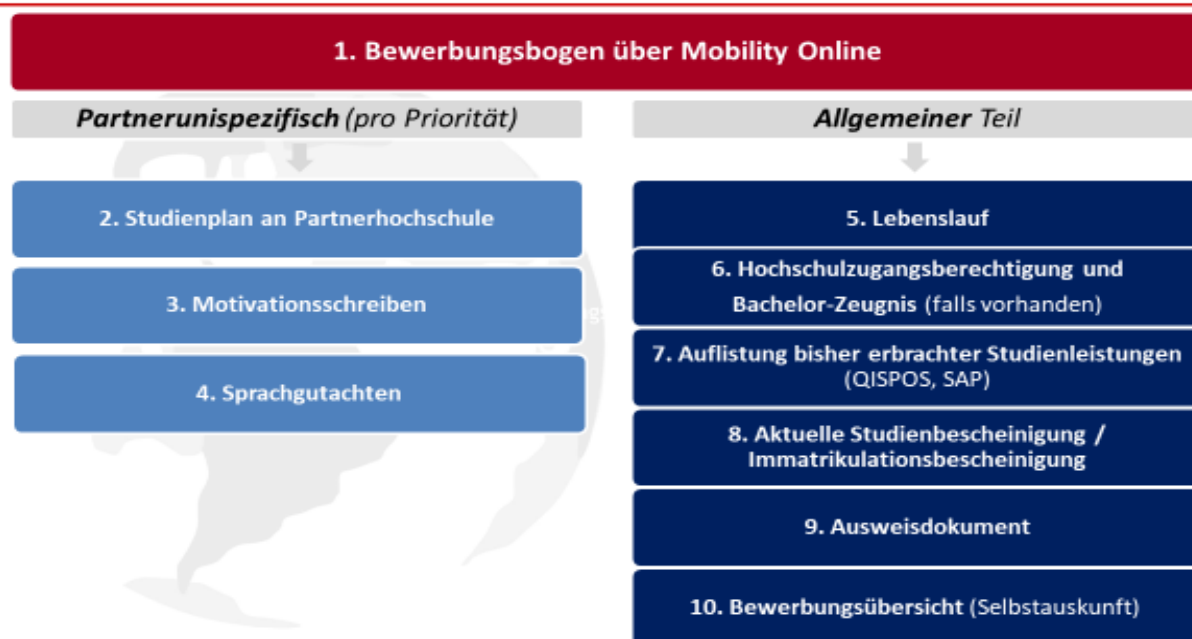 1. Bewerbungsbogen über Mobility Online
Partnerunispezifisch (pro Priorität)
2. Studienplan an Partnerhochschule
3. Motivationsschreiben
4. Sprachgutachten
Allgemeiner Teil
5. Lebenslauf
6. Hochschulzugangsberechtigung und
Bachelor-Zeugnis (falls vorhanden)
7. Auflistung bisher erbrachter Studienleistungen
(QISPOS, SAP)
8. Aktuelle Studienbescheinigung /
Immatrikulationsbescheinigung
9. Ausweisdokument
10. Bewerbungsübersicht (Selbstauskunft)